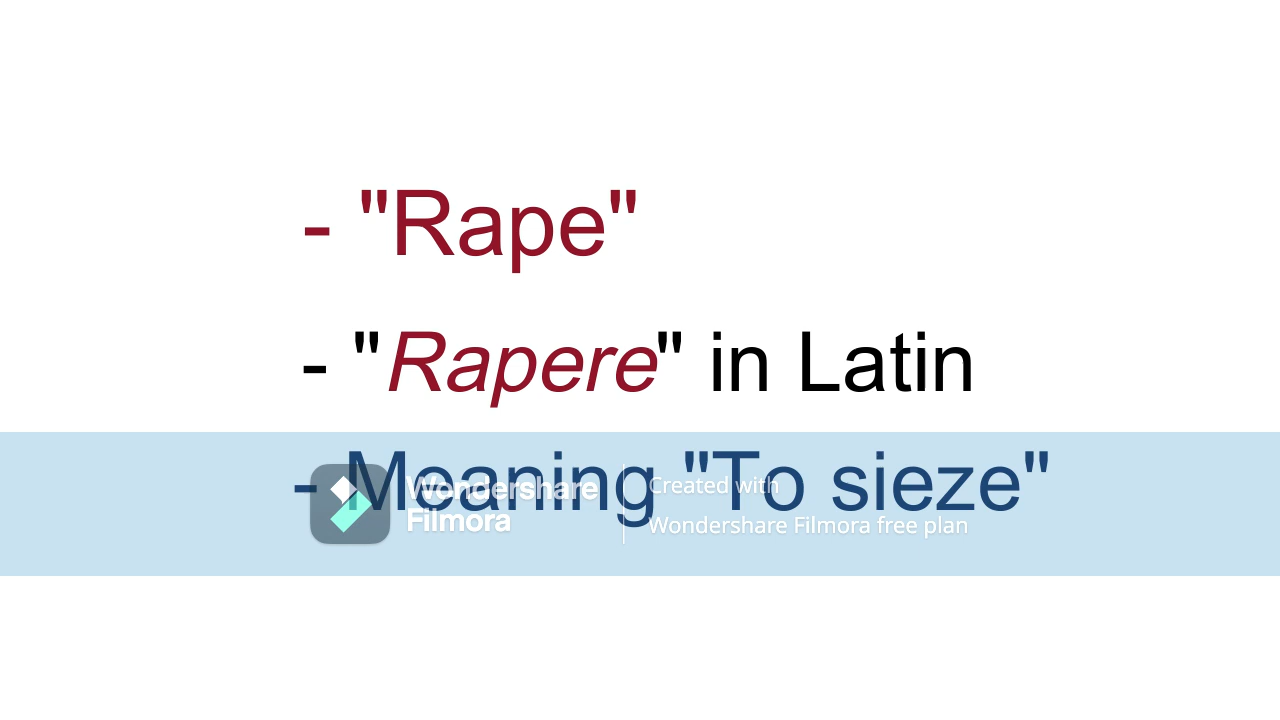 - "Rape"
- "Rapere" in Latin
- Meaning "To sieze"
Wondershare
Filmora
Created with
Wondershare Filmora free plan